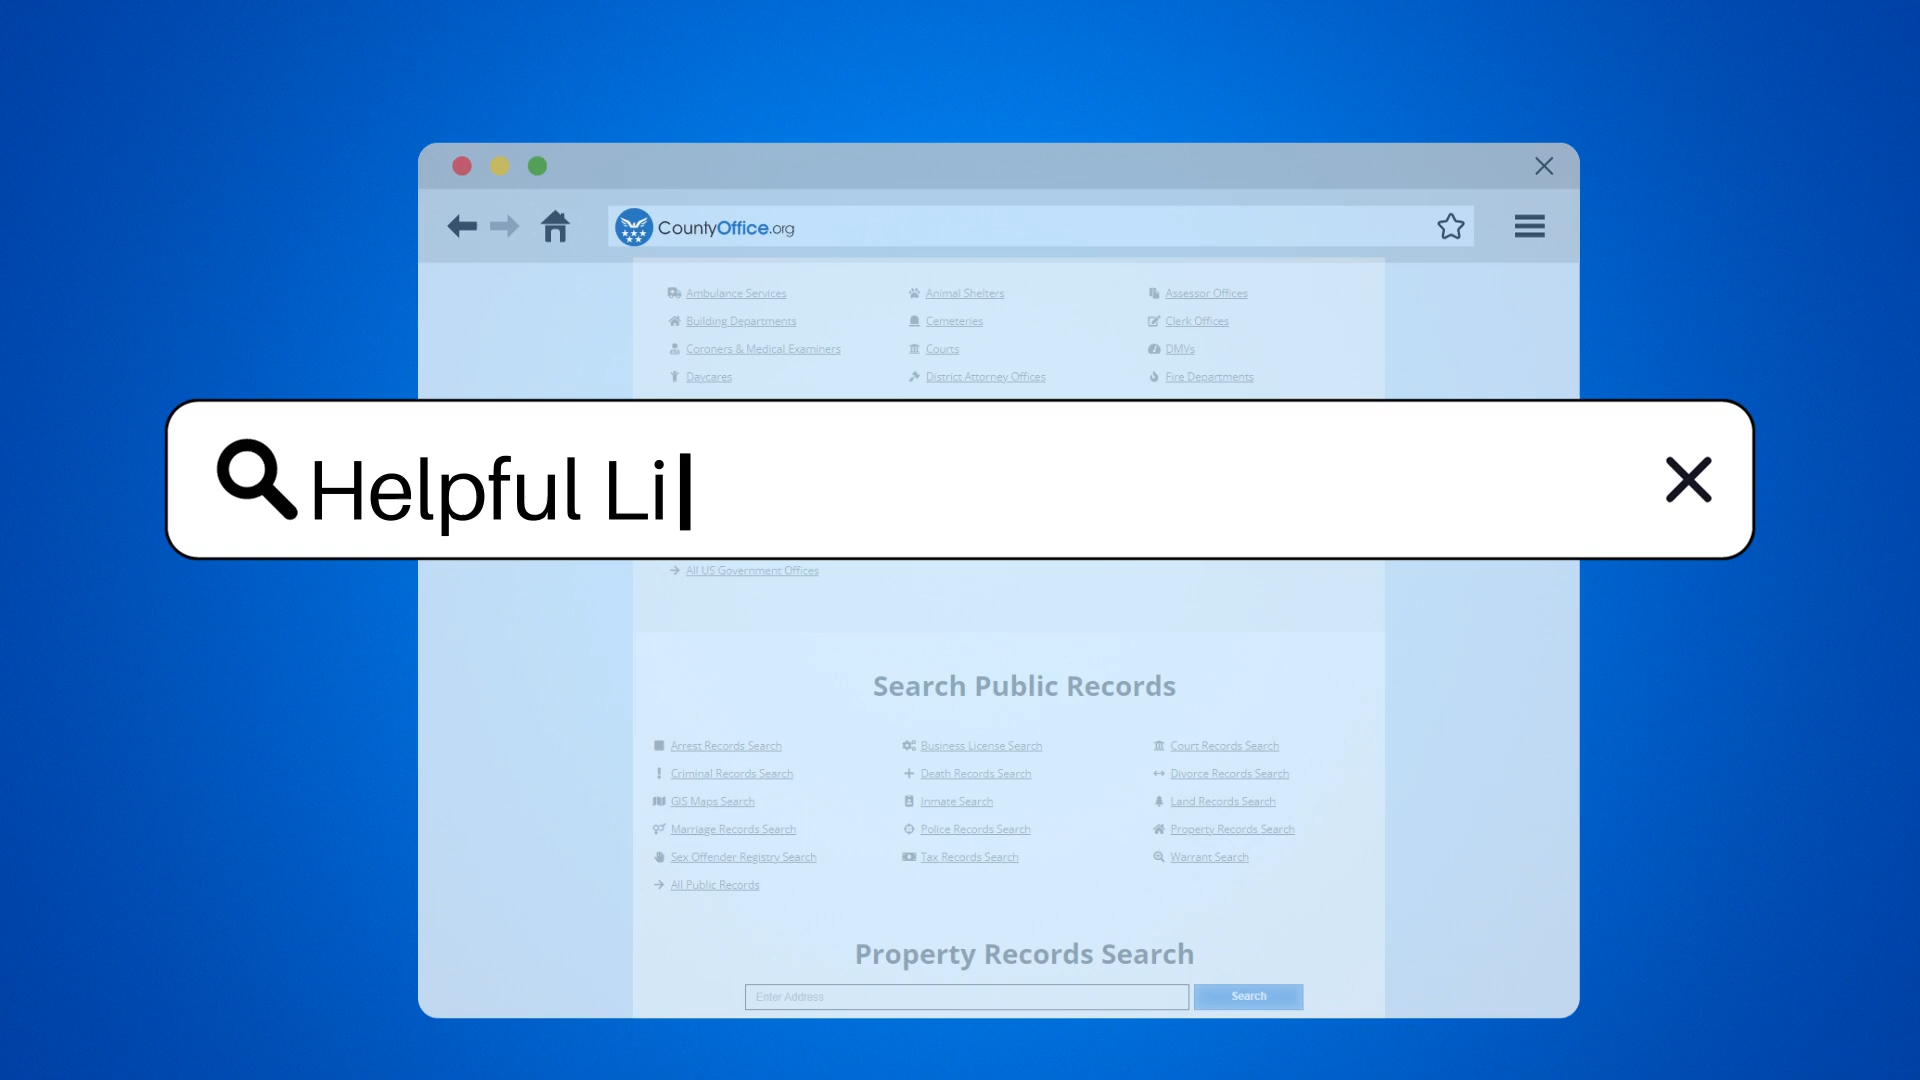 CountyOffice.org
Ambulance Services Animal Shelters Assessor Offices
Building Departments Cemeteries Clerk Offices
Coroners & Medical Examiners Courts DMVs
Daycares District Attorney Offices Fire Departments
Helpful Li
All US Government Offices
Search Public Records
Arrest Records Search Business License Search Court Records Search
Criminal Records Search Death Records Search Divorce Records Search
GIS Maps Search Inmate Search Land Records Search
Marriage Records Search Police Records Search Property Records Search
Sex Offender Registry Search Tax Records Search Warrant Search
All Public Records
Property Records Search
Enter Address Search